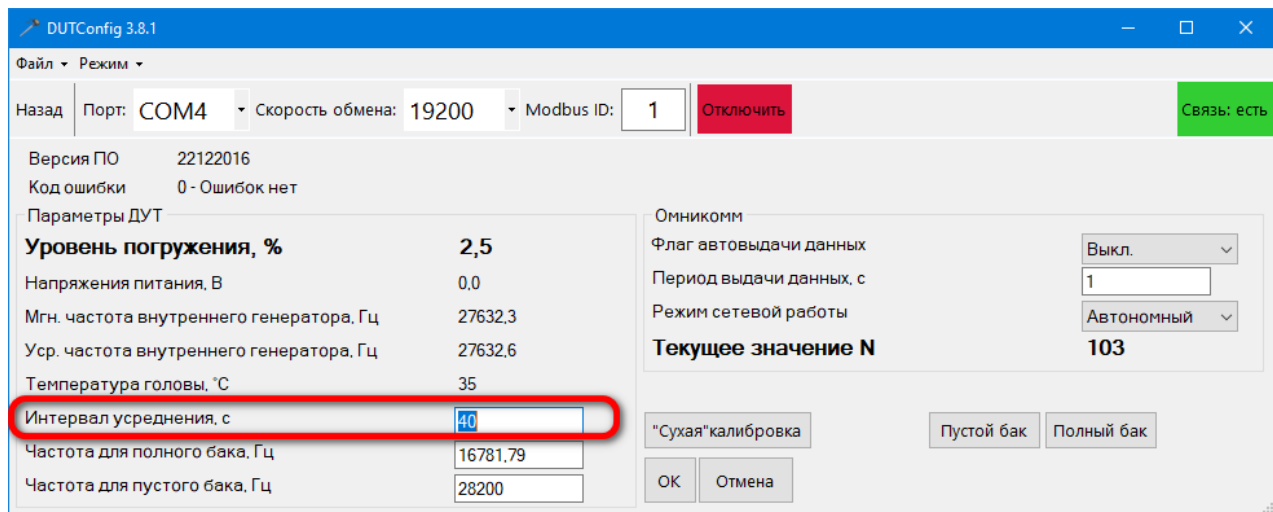 DUTConfig 3.8.1
Файл Режим
Назад Порт: COM4 Скорость обмена: 19200 Modbus ID: 1 Отключить Связь: есть
Версия ПО 22122016
Код ошибки 0 - Ошибок нет
Параметры ДУТ
Уровень погружения, % 2,5
Напряжения питания, В 0,0
Мгн. частота внутреннего генератора, Гц 27632,3
Уср. частота внутреннего генератора, Гц 27632,6
Температура головы, °С 35
Интервал усреднения, с 40
Частота для полного бака, Гц 16781,79
Частота для пустого бака, Гц 28200
Омникомм
Флаг автовыдачи данных Выкл.
Период выдачи данных, с 1
Режим сетевой работы Автономный
Текущее значение N 103
"Сухая"калибровка Пустой бак Полный бак
OK Отмена